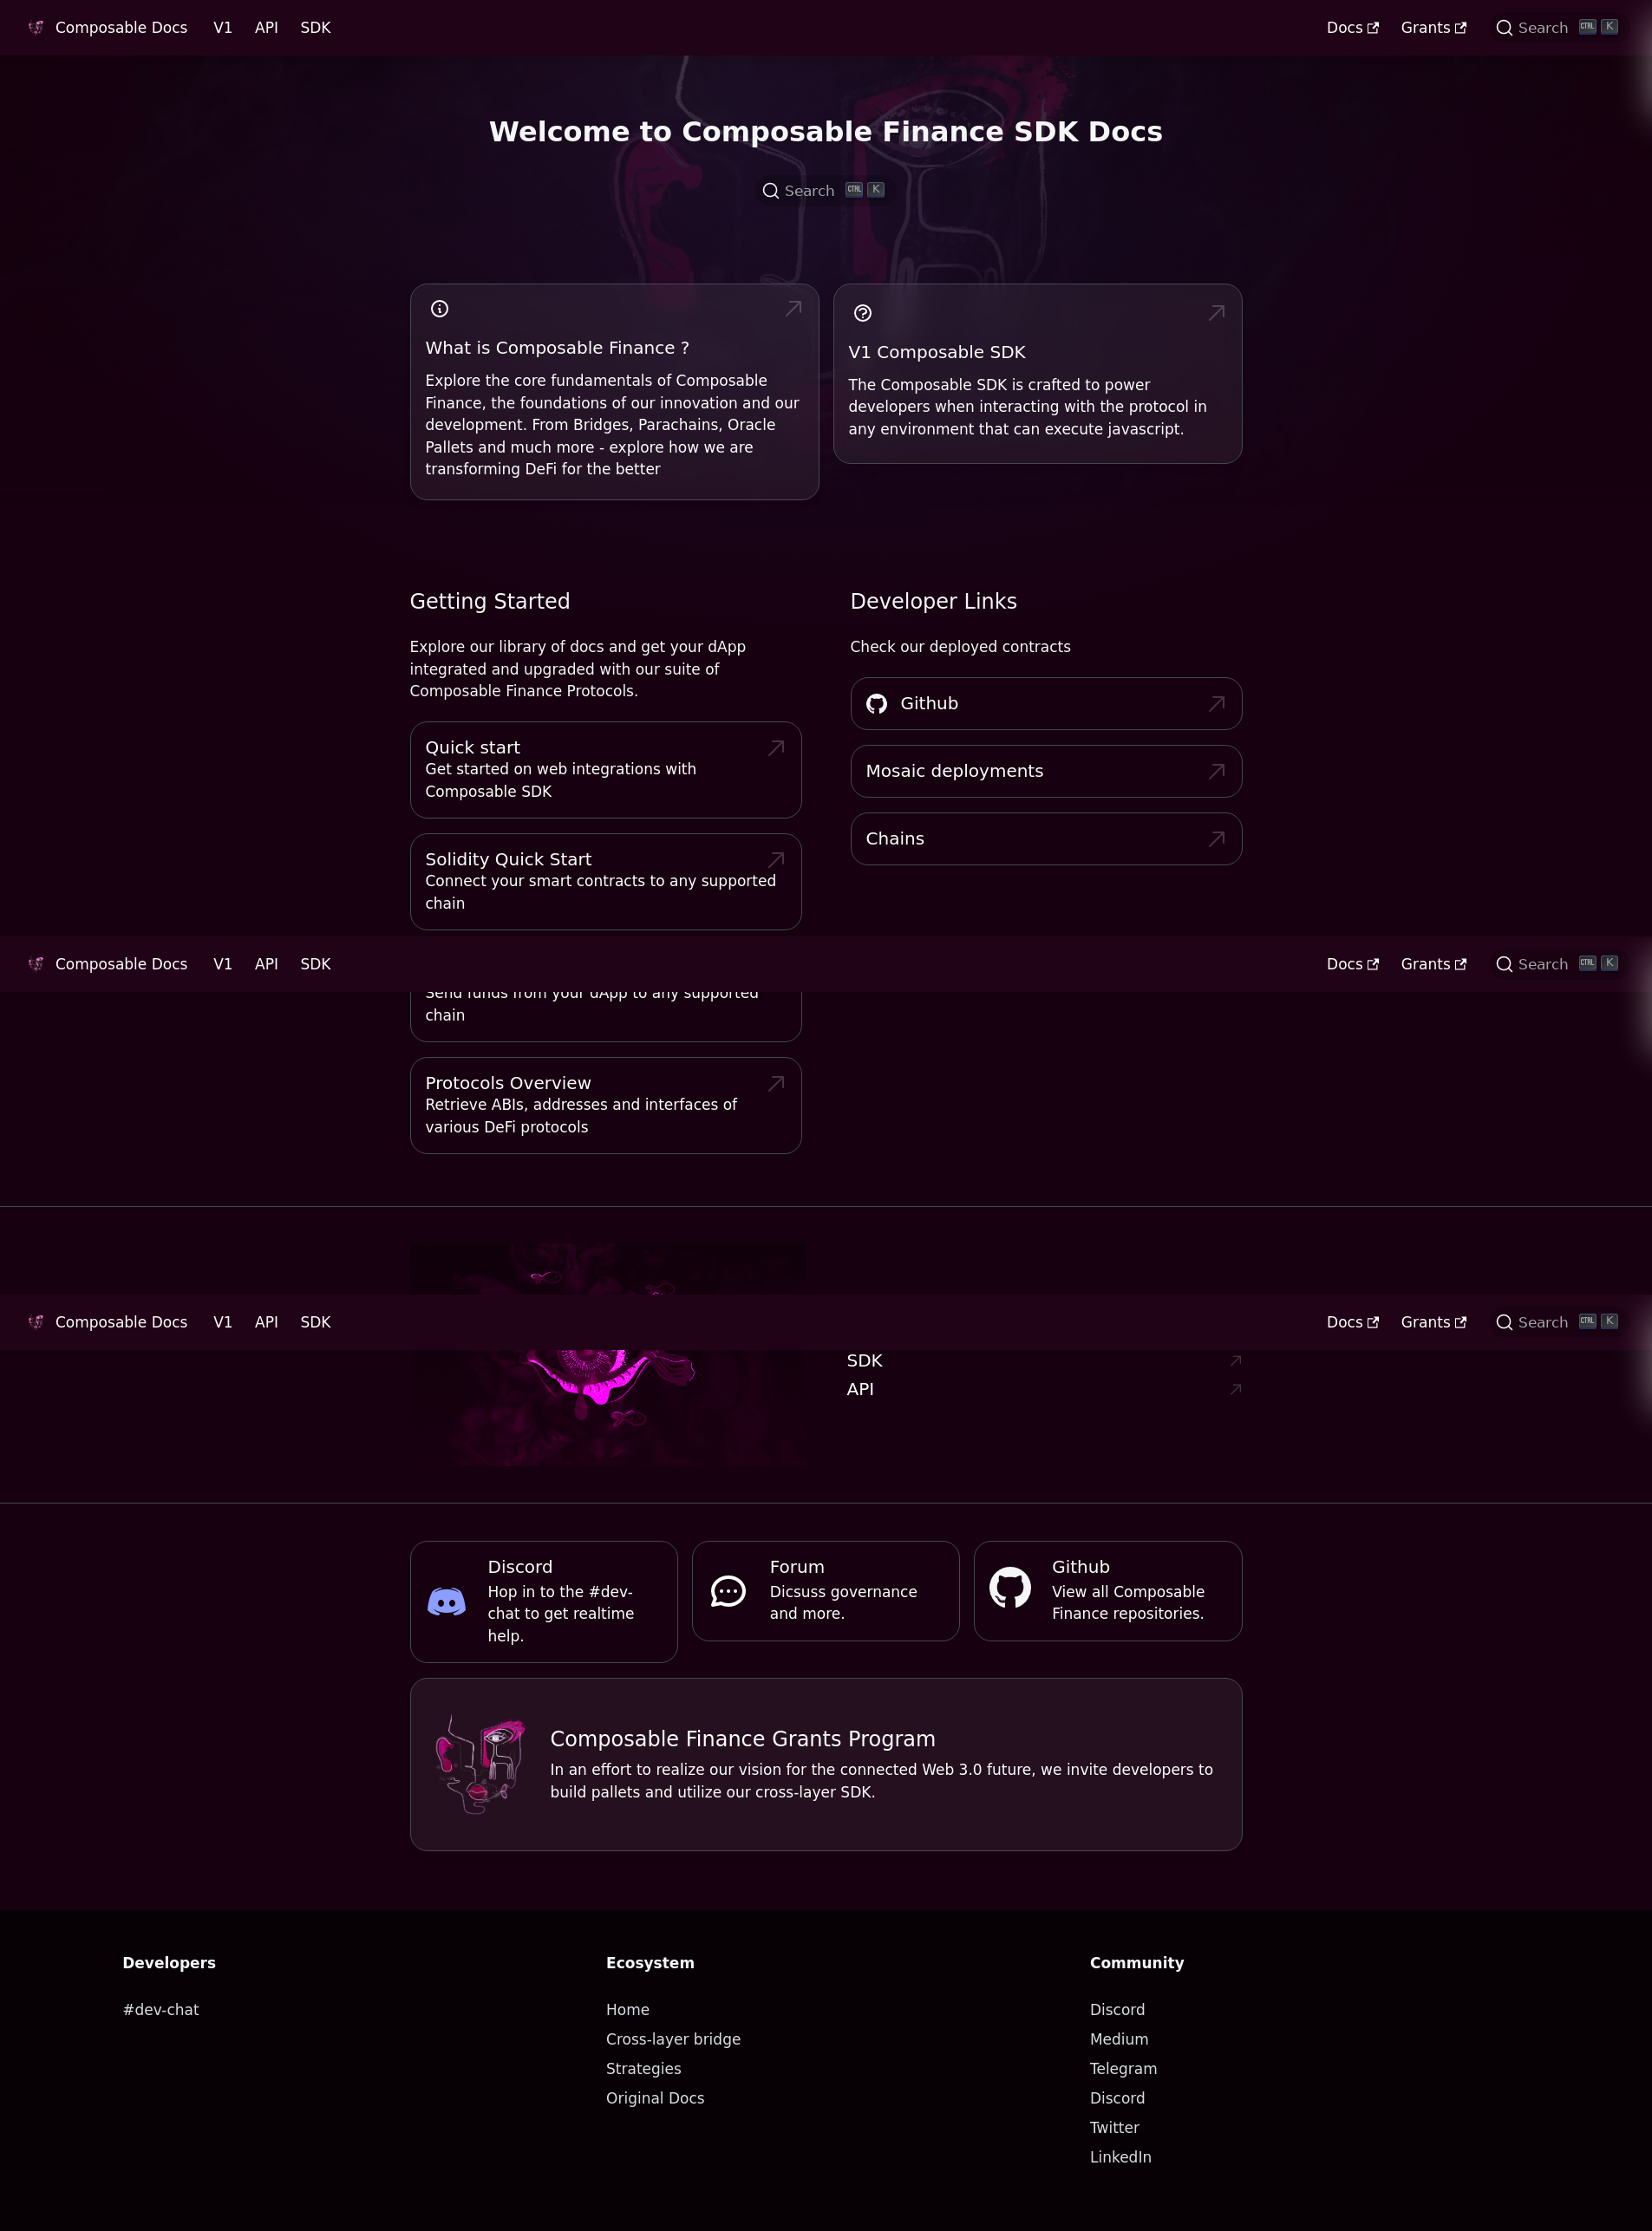 Composable Docs V1 API SDK Docs Grants Search CTRL K
Welcome to Composable Finance SDK Docs
Search CTRL K
What is Composable Finance ?
Explore the core fundamentals of Composable
Finance, the foundations of our innovation and our
development. From Bridges, Parachains, Oracle
Pallets and much more - explore how we are
transforming DeFi for the better
V1 Composable SDK
The Composable SDK is crafted to power
developers when interacting with the protocol in
any environment that can execute javascript.
Getting Started
Explore our library of docs and get your dApp
integrated and upgraded with our suite of
Composable Finance Protocols.
Quick start
Get started on web integrations with
Composable SDK
Solidity Quick Start
Connect your smart contracts to any supported
chain
Developer Links
Check our deployed contracts
Github
Mosaic deployments
Chains
Composable Docs V1 API SDK Docs Grants Search CTRL K
Send funds from your dApp to any supported
chain
Protocols Overview
Retrieve ABIs, addresses and interfaces of
various DeFi protocols
Composable Docs V1 API SDK Docs Grants Search CTRL K
SDK
API
Discord
Hop in to the #dev-
chat to get realtime
help.
Forum
Dicsuss governance
and more.
Github
View all Composable
Finance repositories.
Composable Finance Grants Program
In an effort to realize our vision for the connected Web 3.0 future, we invite developers to
build pallets and utilize our cross-layer SDK.
Developers
#dev-chat
Ecosystem
Home
Cross-layer bridge
Strategies
Original Docs
Community
Discord
Medium
Telegram
Discord
Twitter
LinkedIn